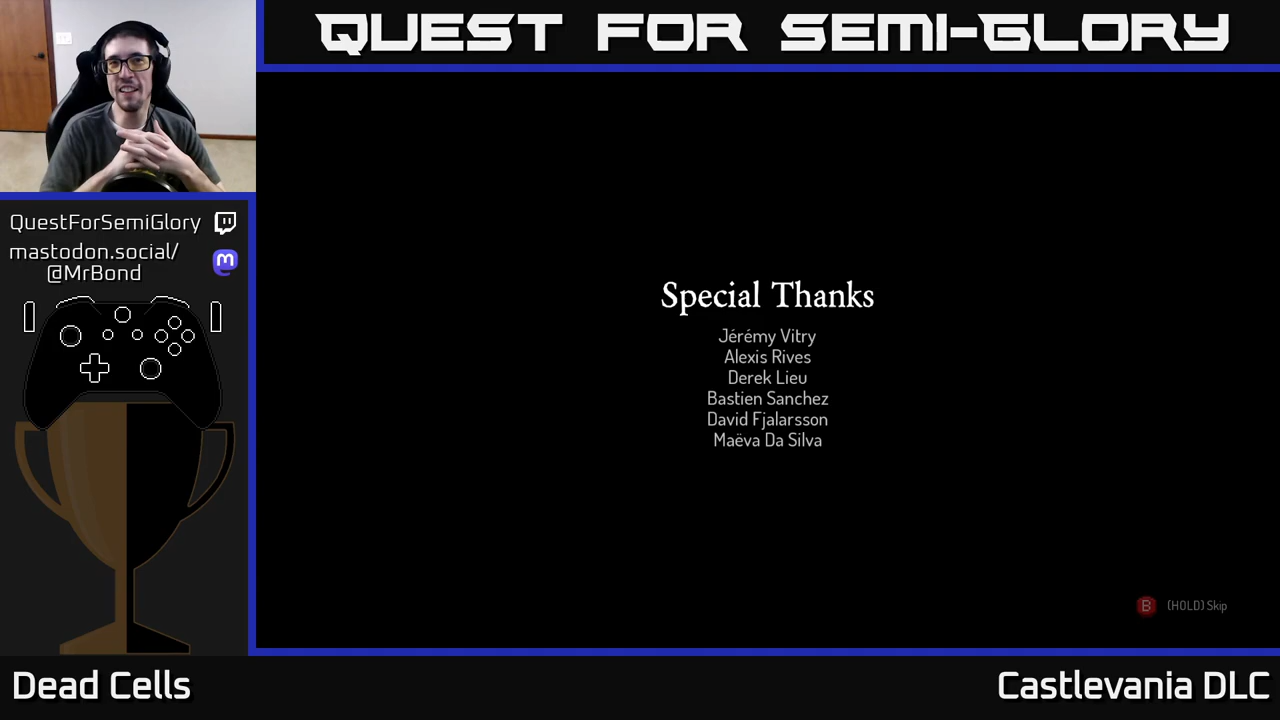 QUEST FOR SEMI-GLORY
QuestForSemiGlory
mastodon.social/
@MrBond
Special Thanks
Jérémy Vitry
Alexis Rives
Derek Lieu
Bastien Sanchez
David Fjalarsson
Maëva Da Silva
B (HOLD) Skip
Dead Cells
Castlevania DLC